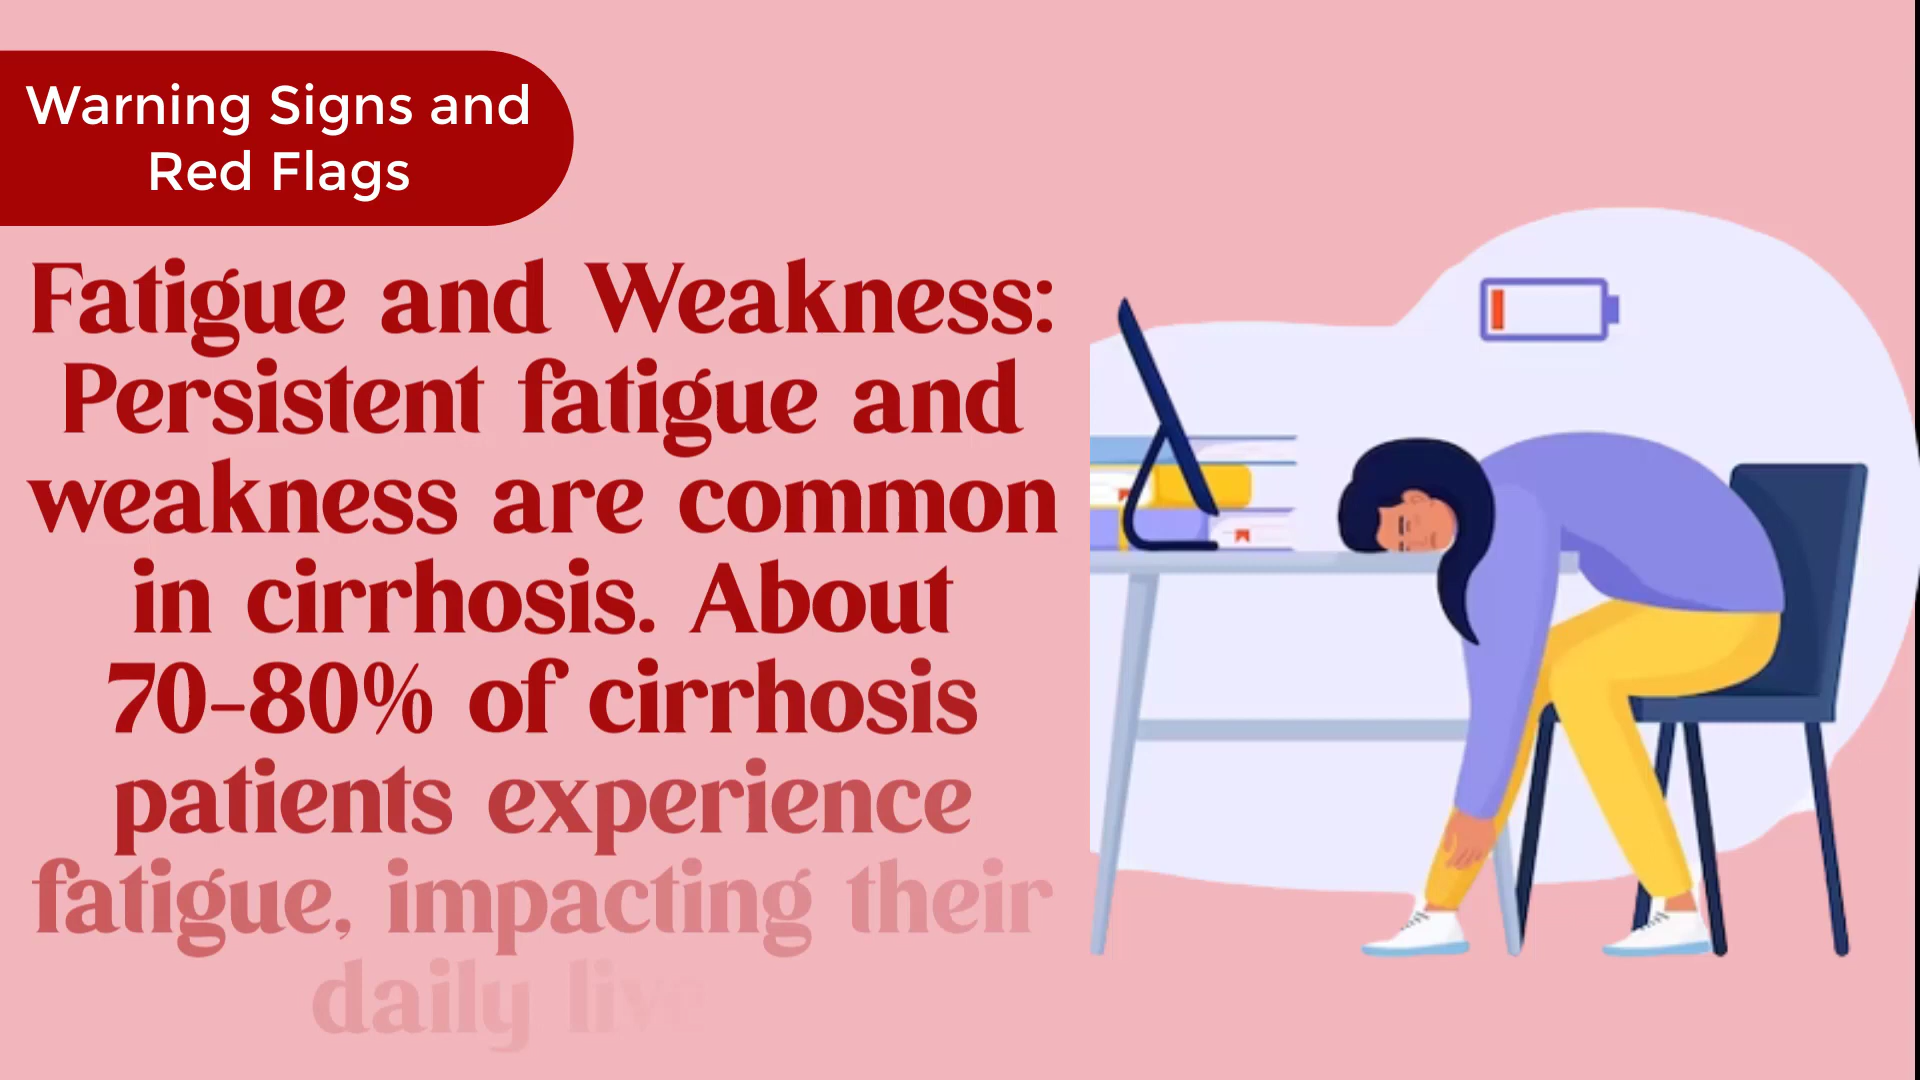 Warning Signs and
Red Flags
Fatigue and Weakness:
Persistent fatigue and
weakness are common
in cirrhosis. About
70-80% of cirrhosis
patients experience
fatigue, impacting their
daily